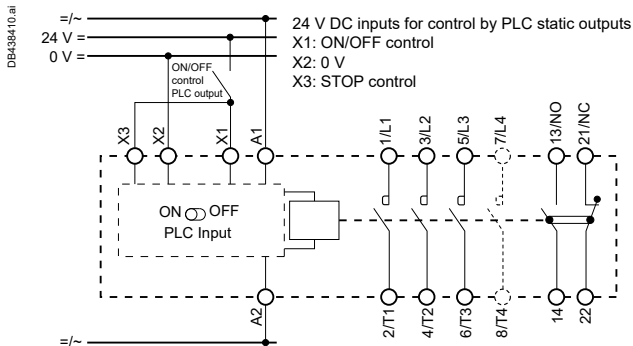 DB438410.ai
=/~
24 V =
0 V =
24 V DC inputs for control by PLC static outputs
X1: ON/OFF control
X2: 0 V
X3: STOP control
ON/OFF
control
PLC output
X3
X2
X1
A1
1/L1
3/L2
5/L3
7/L4
13/NO
21/NC
ON OFF
PLC Input
A2
2/T1
4/T2
6/T3
8/T4
14
22
=/~